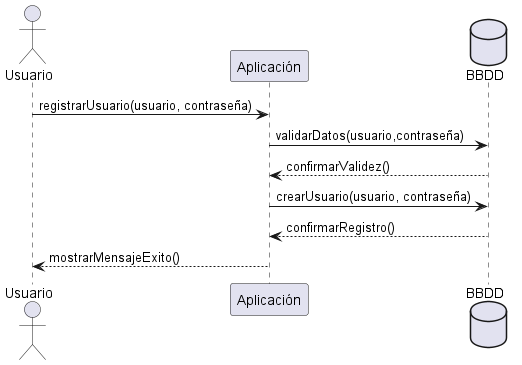 Usuario
Aplicación
BBDD
registrarUsuario(usuario, contraseña)
validarDatos(usuario,contraseña)
confirmarValidez()
crearUsuario(usuario, contraseña)
confirmarRegistro()
mostrarMensajeExito()
Usuario
Aplicación
BBDD